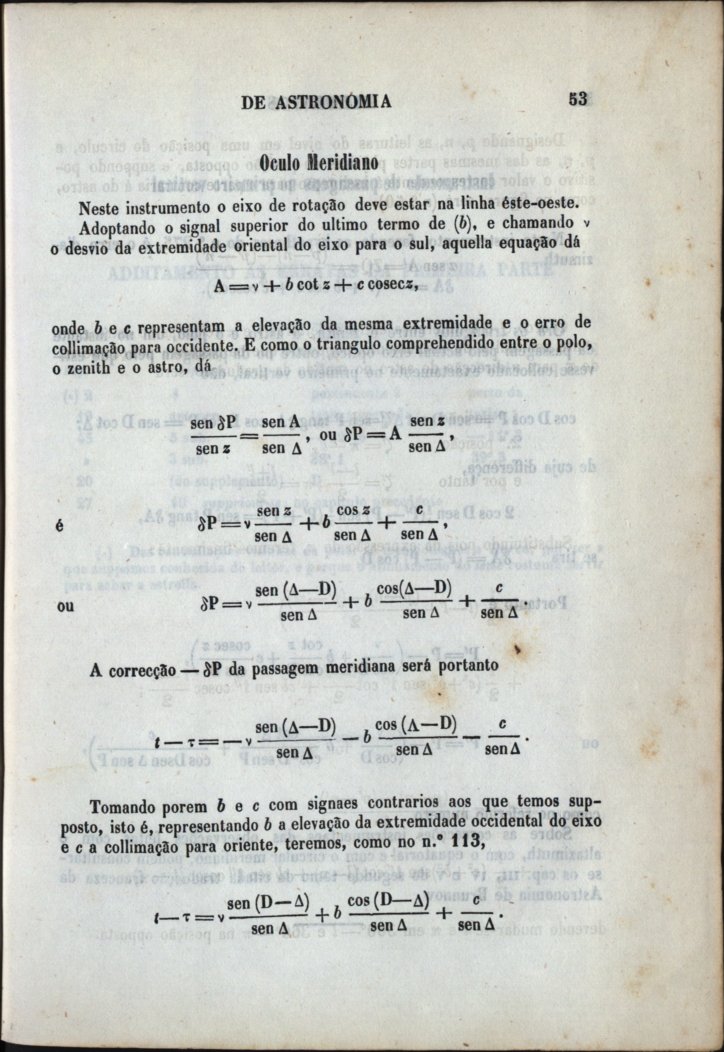 DE ASTRONOMIA 53
Oculo Meridiano
Neste instrumento o eixo de rotação deve estar na linha éste-oeste.
Adoptando o signal superior do ultimo termo de (b), e chamando ν
o desvio da extremidade oriental do eixo para o sul, aquella equação dá
A = ν + b cot z + c cosec z,
onde b e c representam a elevação da mesma extremidade e o erro de
collimação para occidente. E como o triangulo comprehendido entre o polo,
o zenith e o astro, dá
sen δP / sen z = sen A / sen Δ , ou δP = A sen z / sen Δ ,
é δP = ν sen z / sen Δ + b cos z / sen Δ + c / sen Δ ,
ou δP = ν sen (Δ—D) / sen Δ + b cos(Δ—D) / sen Δ + c / sen Δ .
A correcção — δP da passagem meridiana será portanto
t — τ = — ν sen (Δ—D) / sen Δ — b cos (Δ—D) / sen Δ — c / sen Δ .
Tomando porem b e c com signaes contrarios aos que temos sup-
posto, isto é, representando b a elevação da extremidade occidental do eixo
e c a collimação para oriente, teremos, como no n.º 113,
t — τ = ν sen (D—Δ) / sen Δ + b cos (D—Δ) / sen Δ + c / sen Δ .